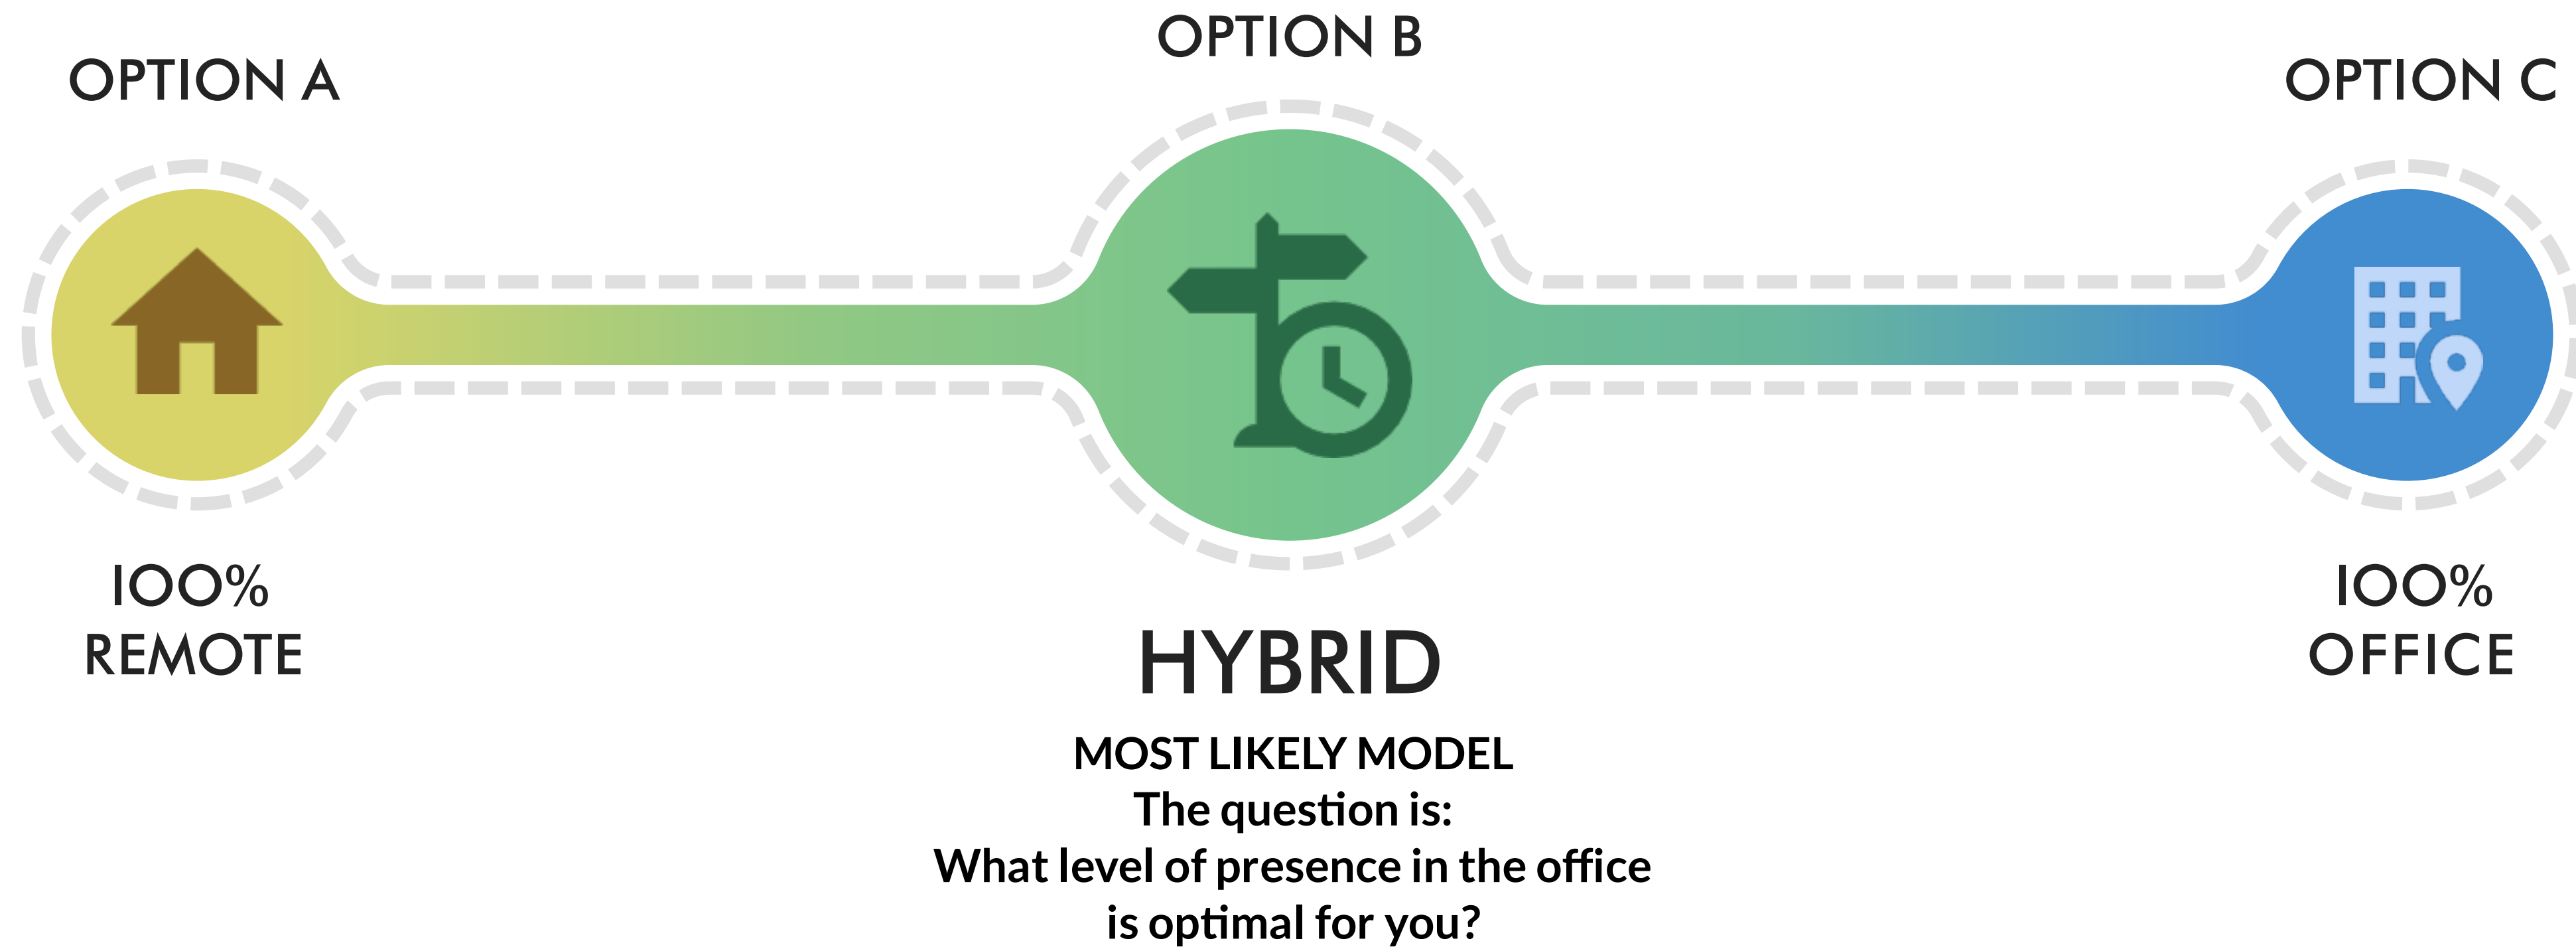 OPTION A
OPTION B
OPTION C
100%
REMOTE
HYBRID
MOST LIKELY MODEL
The question is:
What level of presence in the office
is optimal for you?
100%
OFFICE